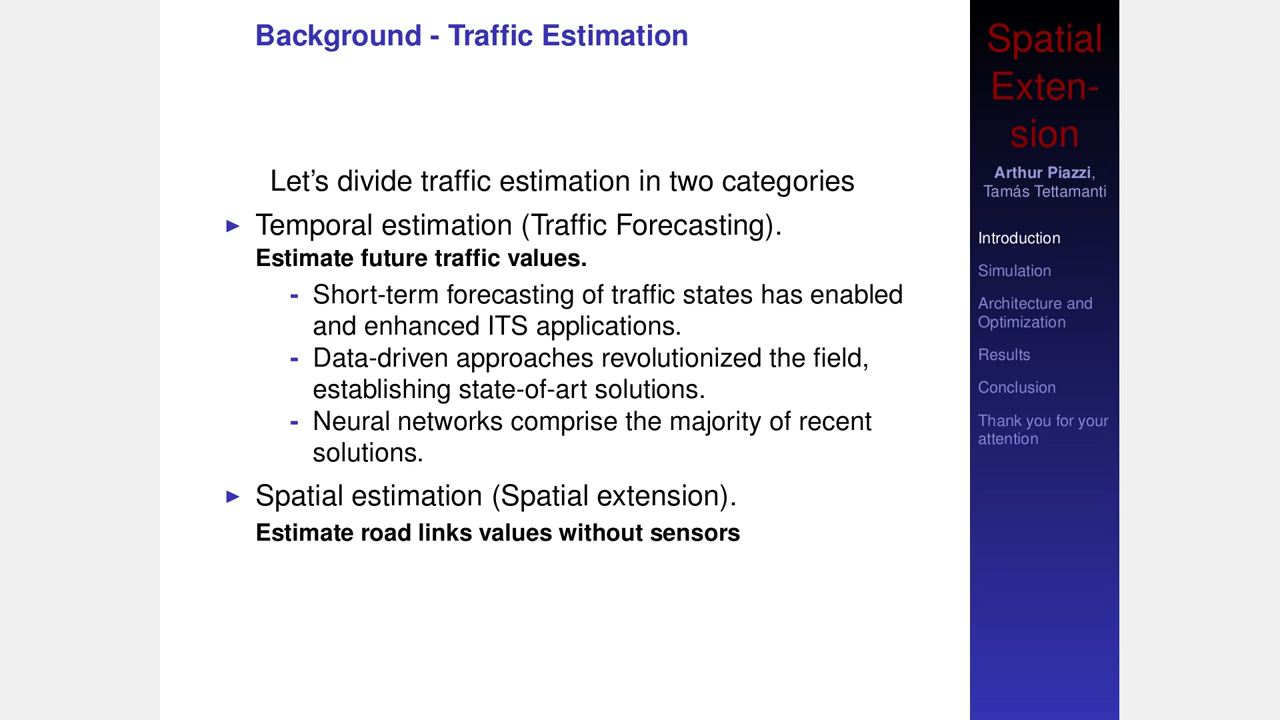 Background - Traffic Estimation
Let's divide traffic estimation in two categories
▶ Temporal estimation (Traffic Forecasting).
Estimate future traffic values.
- Short-term forecasting of traffic states has enabled
and enhanced ITS applications.
- Data-driven approaches revolutionized the field,
establishing state-of-art solutions.
- Neural networks comprise the majority of recent
solutions.
▶ Spatial estimation (Spatial extension).
Estimate road links values without sensors
Spatial
Exten-
sion
Arthur Piazzi,
Tamás Tettamanti
Introduction
Simulation
Architecture and
Optimization
Results
Conclusion
Thank you for your
attention